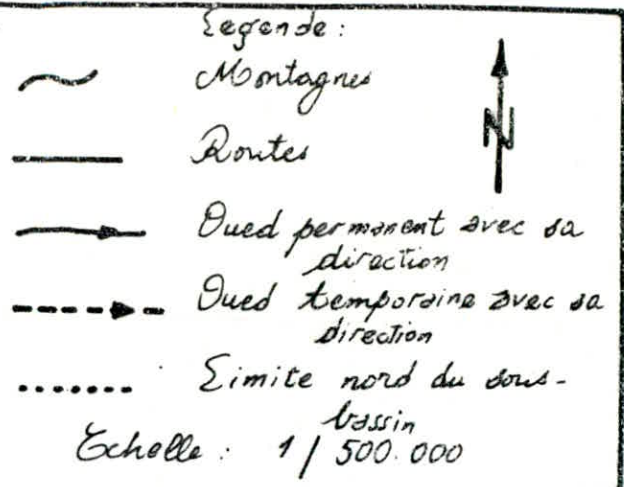 Legende :
Montagnes
N
Routes
Oued permanent avec sa
direction
Oued temporaine avec sa
direction
Limite nord du sous-
bassin
Echelle : 1 / 500.000